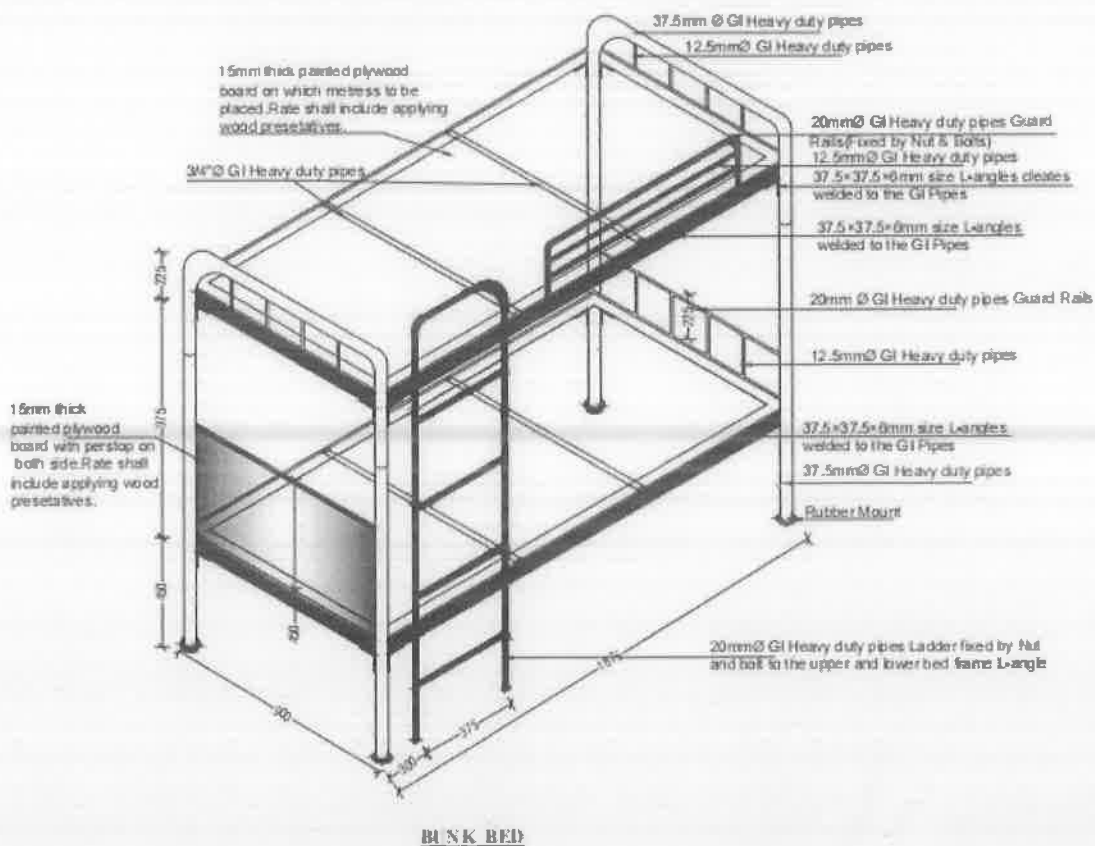 37.5mm Ø GI Heavy duty pipes
12.5mmØ GI Heavy duty pipes
15mm thick painted plywood
board on which metress to be
placed.Rate shall include applying
wood presetatives.
3/4"Ø GI Heavy duty pipes
20mmØ GI Heavy duty pipes Guard
Rails(Fixed by Nut & Bolts)
12.5mmØ GI Heavy duty pipes
37.5×37.5×6mm size L-angles cleates
welded to the GI Pipes
37.5×37.5×6mm size L-angles
welded to the GI Pipes
225
20mm Ø GI Heavy duty pipes Guard Rails
225
12.5mmØ GI Heavy duty pipes
15mm thick
painted plywood
board with perstop on
both side.Rate shall
include applying wood
presetatives.
37.5×37.5×6mm size L-angles
welded to the GI Pipes
37.5mmØ GI Heavy duty pipes
Rubber Mount
20mmØ GI Heavy duty pipes Ladder fixed by Nut
and bolt to the upper and lower bed frame L-angle
900
300
375
1875
BUNK BED